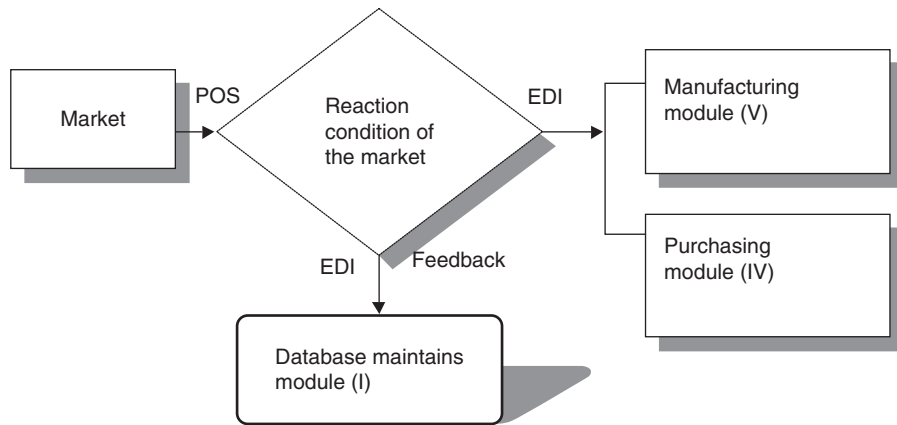 Market
POS
Reaction
condition of
the market
EDI
Manufacturing
module (V)
Purchasing
module (IV)
EDI
Feedback
Database maintains
module (I)